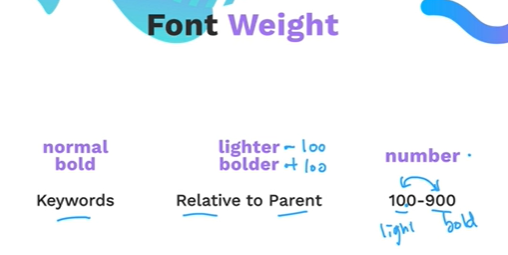 Font Weight
normal
bold
Keywords
lighter - 100
bolder + 100
Relative to Parent
number
100-900
light
bold